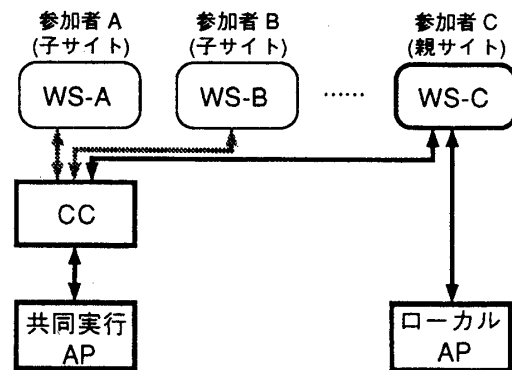 参加者 A
(子サイト)
参加者 B
(子サイト)
参加者 C
(親サイト)
WS-A
WS-B
……
WS-C
CC
共同実行
AP
ローカル
AP